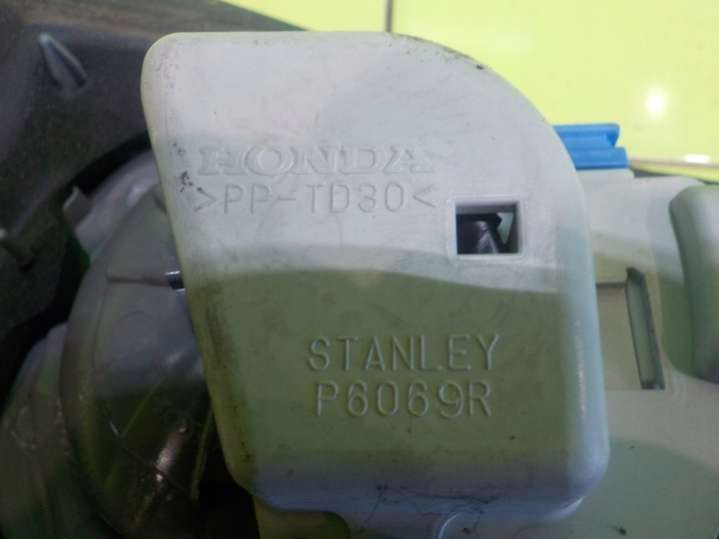 HONDA
>PP-TD30<
STANLEY
P6069R